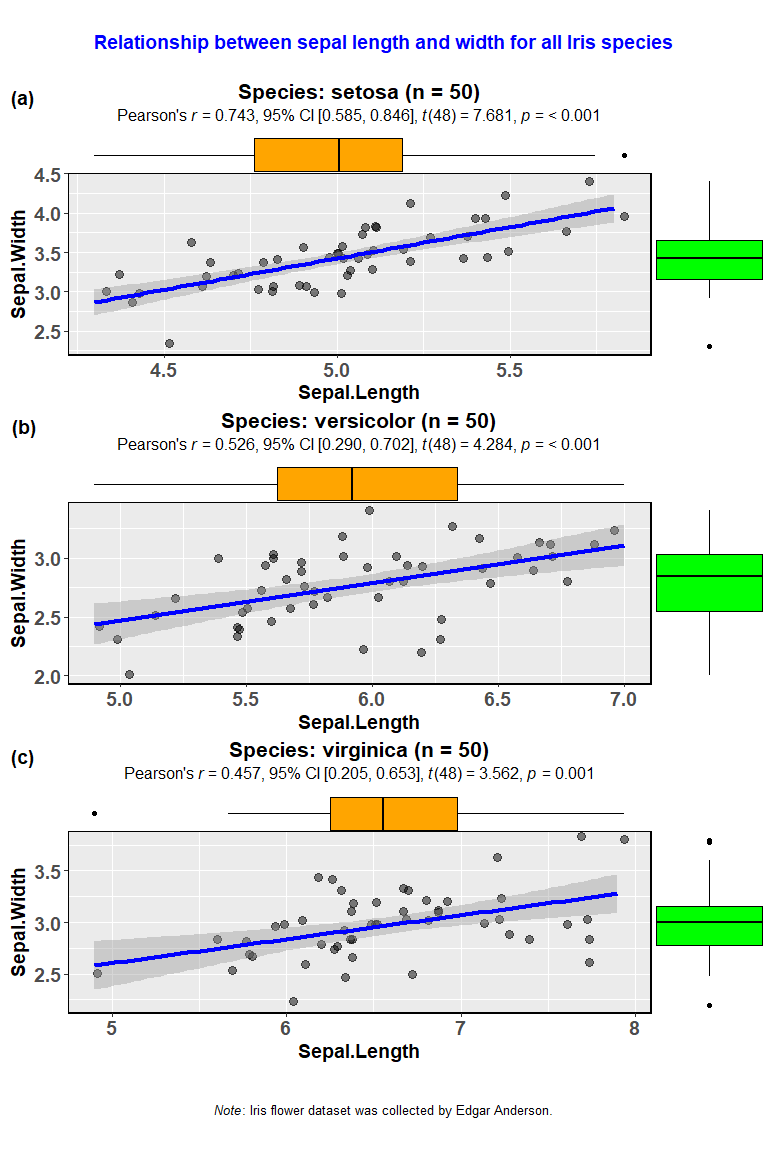 Relationship between sepal length and width for all Iris species
(a)
Species: setosa (n = 50)
Pearson's r = 0.743, 95% CI [0.585, 0.846], t(48) = 7.681, p = < 0.001
4.5
4.0
3.5
3.0
2.5
Sepal.Width
4.5 5.0 5.5
Sepal.Length
(b)
Species: versicolor (n = 50)
Pearson's r = 0.526, 95% CI [0.290, 0.702], t(48) = 4.284, p = < 0.001
3.0
2.5
2.0
Sepal.Width
5.0 5.5 6.0 6.5 7.0
Sepal.Length
(c)
Species: virginica (n = 50)
Pearson's r = 0.457, 95% CI [0.205, 0.653], t(48) = 3.562, p = 0.001
3.5
3.0
2.5
Sepal.Width
5 6 7 8
Sepal.Length
Note: Iris flower dataset was collected by Edgar Anderson.